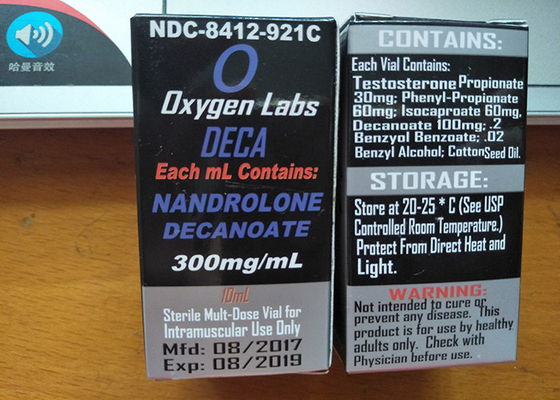 哈曼音效
NDC-8412-921C
O
Oxygen Labs
DECA
Each mL Contains:
NANDROLONE
DECANOATE
300mg/mL
10mL
Sterile Mult-Dose Vial for
Intramuscular Use Only
Mfd: 08/2017
Exp: 08/2019
CONTAINS:
Each Vial Contains:
Testosterone Propionate
30mg; Phenyl-Propionate
60mg; Isocaproate 60mg,
Decanoate 100mg; .2
Benzyol Benzoate; .02
Benzyl Alcohol; Cotton Seed Oil.
STORAGE:
Store at 20-25 * C (See USP
Controlled Room Temperature.)
Protect From Direct Heat and
Light.
WARNING:
Not intended to cure or
prevent any disease. This
product is for use by healthy
adults only. Check with
Physician before use.